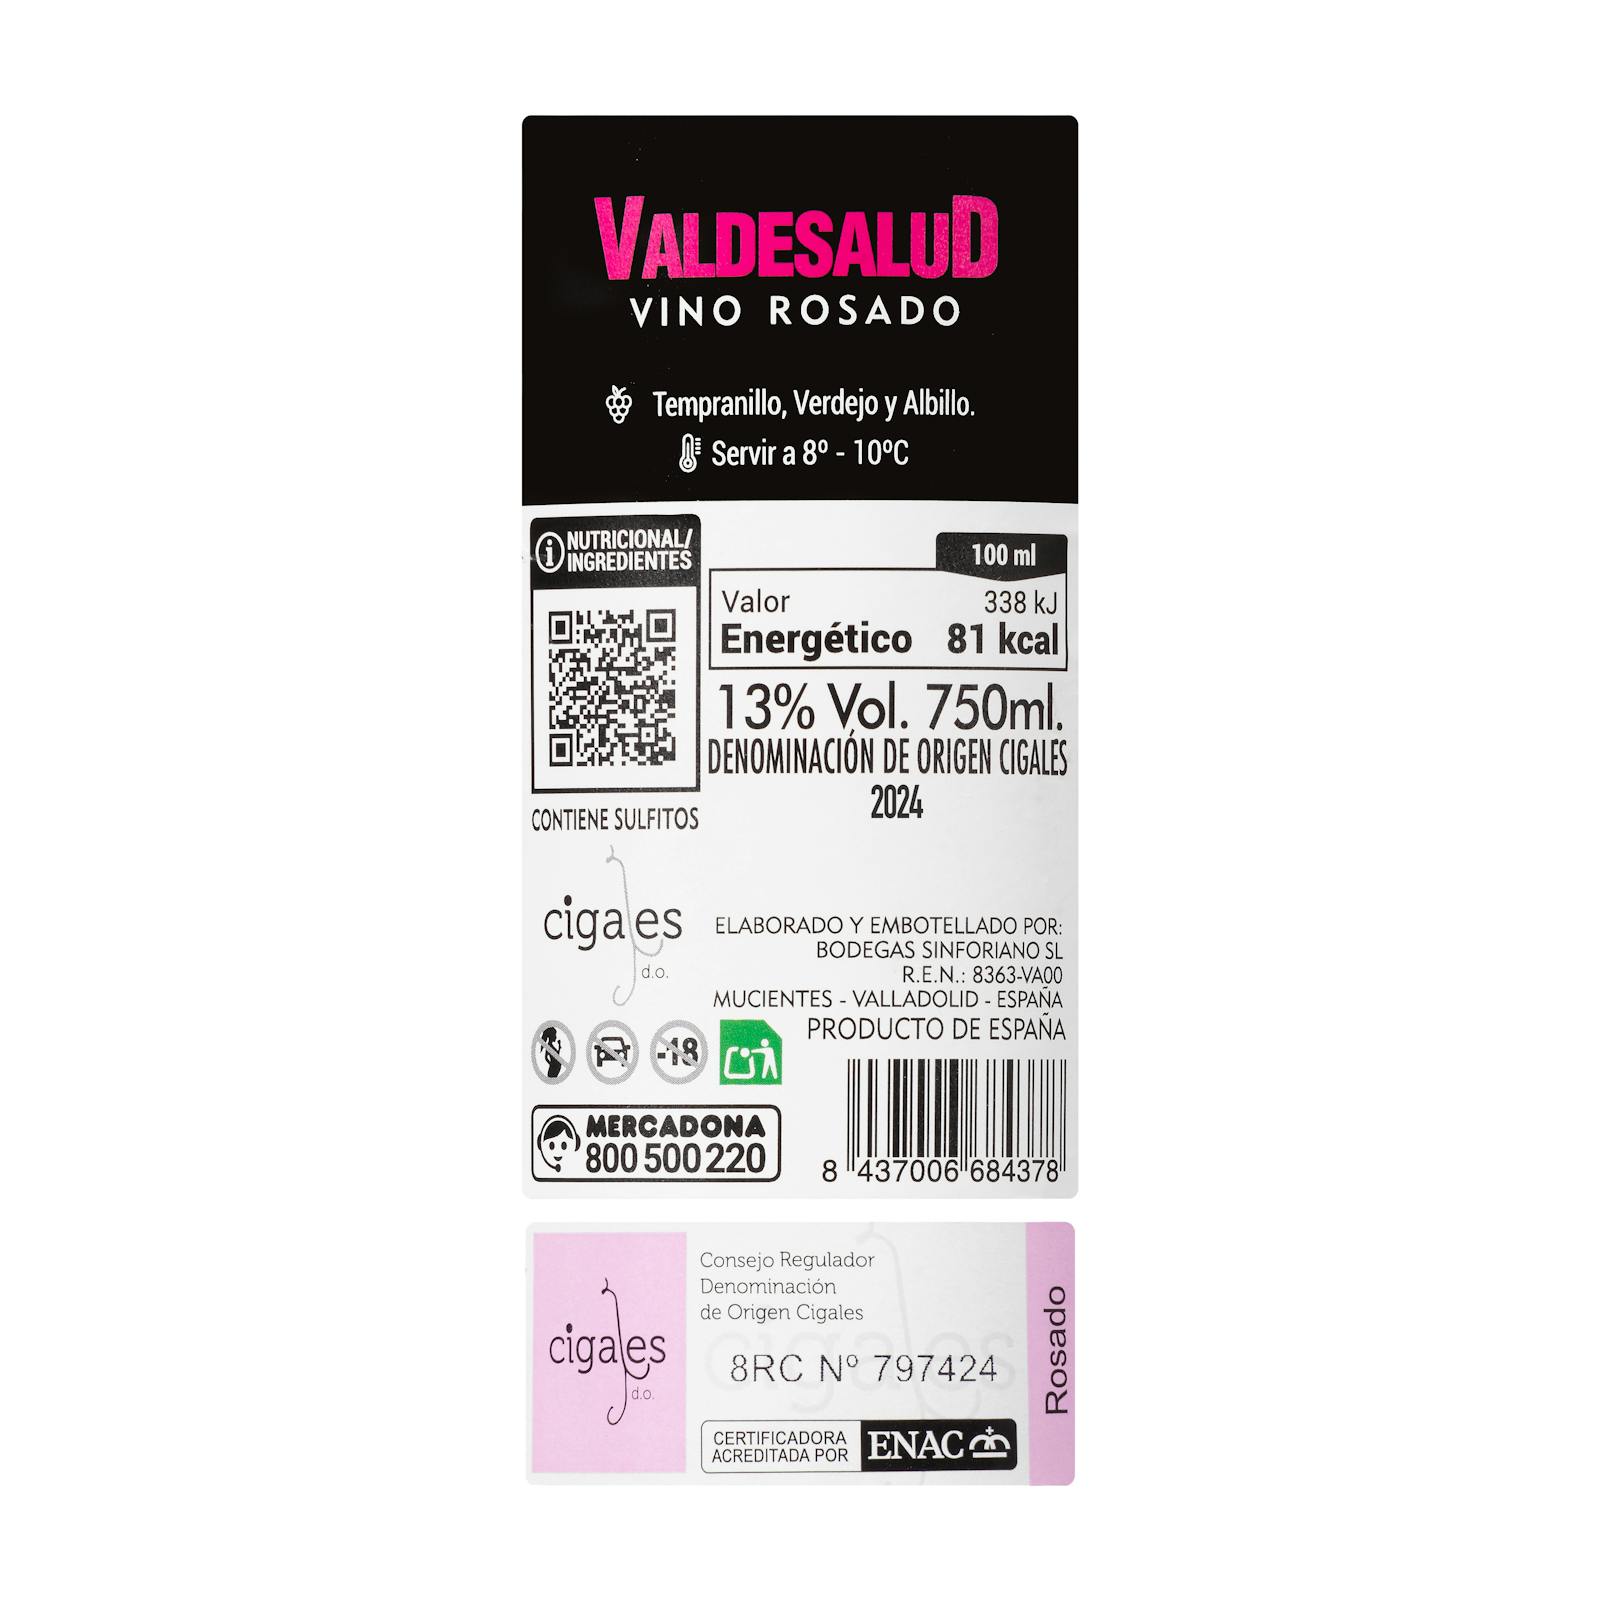 VALDESALUD
VINO ROSADO
Tempranillo, Verdejo y Albillo.
Servir a 8º - 10ºC
NUTRICIONAL/
INGREDIENTES
100 ml
Valor 338 kJ
Energético 81 kcal
13% Vol. 750ml.
DENOMINACIÓN DE ORIGEN CIGALES
2024
CONTIENE SULFITOS
cigales
d.o.
ELABORADO Y EMBOTELLADO POR:
BODEGAS SINFORIANO SL
R.E.N.: 8363-VA00
MUCIENTES - VALLADOLID - ESPAÑA
PRODUCTO DE ESPAÑA
-18
MERCADONA
800 500 220
8 437006 684378
cigales
d.o.
Consejo Regulador
Denominación
de Origen Cigales
cigales
8RC Nº 797424
CERTIFICADORA
ACREDITADA POR
ENAC
Rosado